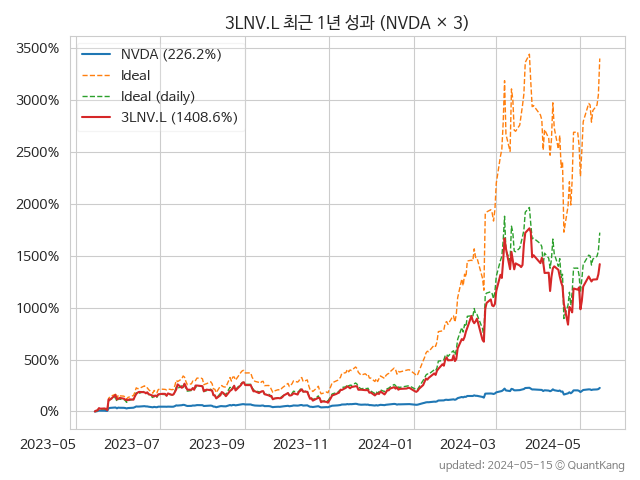 3LNV.L 최근 1년 성과 (NVDA × 3)
3500%
3000%
2500%
2000%
1500%
1000%
500%
0%
NVDA (226.2%)
Ideal
Ideal (daily)
3LNV.L (1408.6%)
2023-05 2023-07 2023-09 2023-11 2024-01 2024-03 2024-05
updated: 2024-05-15 © QuantKang